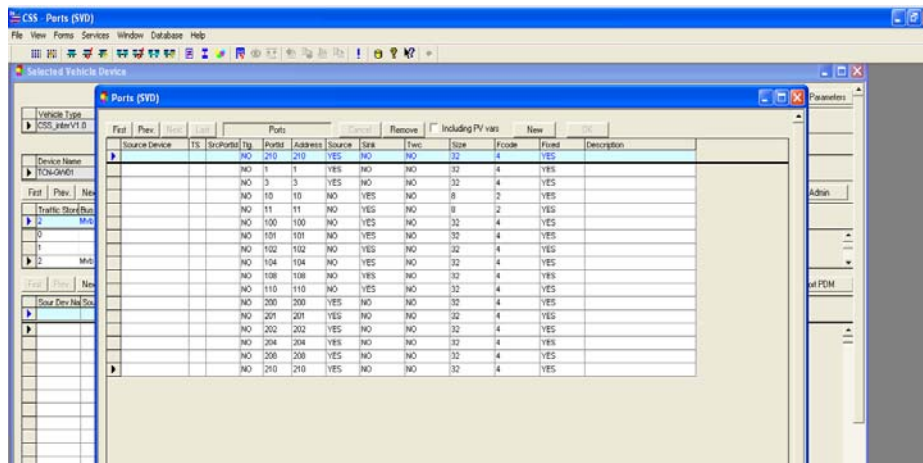 CSS - Ports (SVD)
File View Forms Services Window Database Help
Selected Vehicle Device
Ports (SVD)
Parameters
Vehicle Type
CSS_interV1.0
First Prev. Next Last Ports Cancel Remove Including PV vars New OK
Source Device TS SrcPortId Tlg. PortId Address Source Sink Twc Size Fcode Fixed Description
NO 210 210 YES NO NO 32 4 YES
NO 1 1 YES NO NO 32 4 YES
Device Name
TCN-GW01
NO 3 3 YES NO NO 32 4 YES
NO 10 10 NO YES NO 8 2 YES
First Prev. Nex Admin
NO 11 11 NO YES NO 8 2 YES
Traffic Store Bus
NO 100 100 NO YES NO 32 4 YES
2 Mvb
NO 101 101 NO YES NO 32 4 YES
0
NO 102 102 NO YES NO 32 4 YES
1
NO 104 104 NO YES NO 32 4 YES
2 Mvb
NO 108 108 NO YES NO 32 4 YES
NO 110 110 NO YES NO 32 4 YES
First Prev. Nex ort PDM
NO 200 200 YES NO NO 32 4 YES
Sour Dev Na Sou
NO 201 201 YES NO NO 32 4 YES
NO 202 202 YES NO NO 32 4 YES
NO 204 204 YES NO NO 32 4 YES
NO 208 208 YES NO NO 32 4 YES
NO 210 210 YES NO NO 32 4 YES